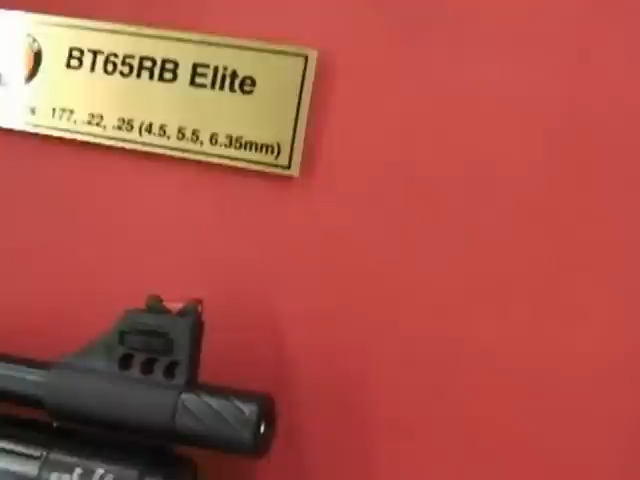 BT65RB Elite
.177, .22, .25 (4.5, 5.5, 6.35mm)